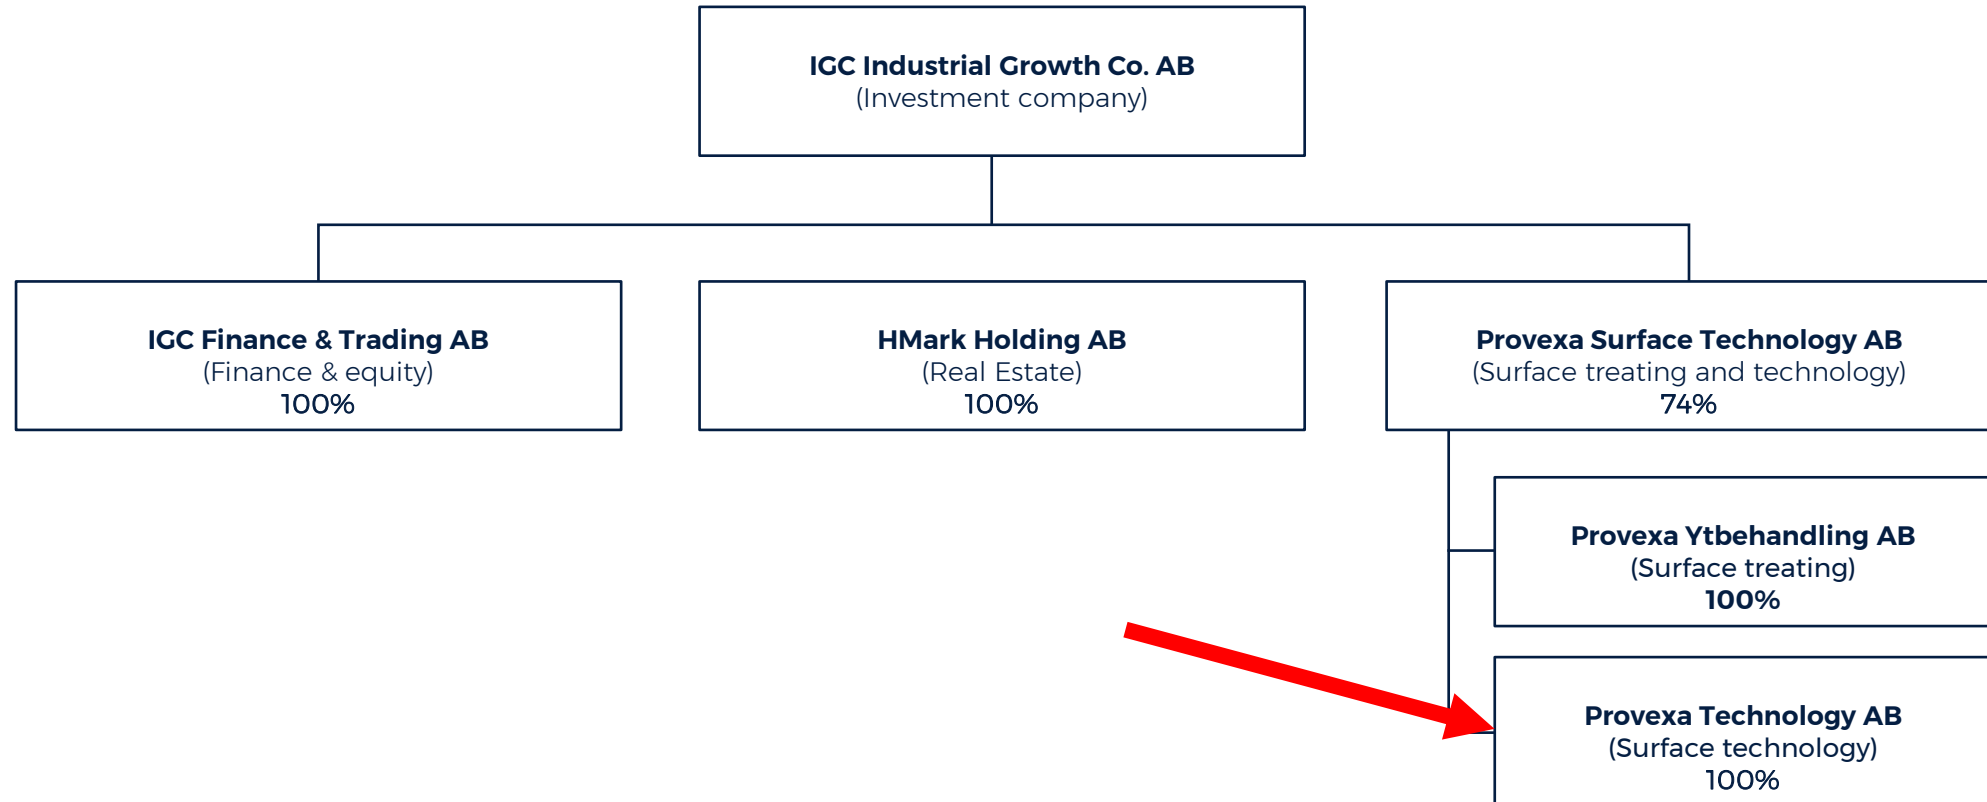 IGC Industrial Growth Co. AB
(Investment company)
IGC Finance & Trading AB
(Finance & equity)
100%
HMark Holding AB
(Real Estate)
100%
Provexa Surface Technology AB
(Surface treating and technology)
74%
Provexa Ytbehandling AB
(Surface treating)
100%
Provexa Technology AB
(Surface technology)
100%